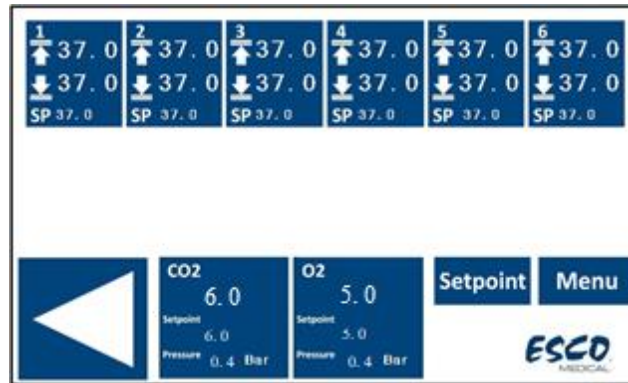 1 2 3 4 5 6
37.0 37.0 37.0 37.0 37.0 37.0
37.0 37.0 37.0 37.0 37.0 37.0
SP 37.0 SP 37.0 SP 37.0 SP 37.0 SP 37.0 SP 37.0
CO2
6.0
Setpoint
6.0
Pressure 0.4 Bar
O2
5.0
Setpoint
5.0
Pressure 0.4 Bar
Setpoint
Menu
ESCO
MEDICAL